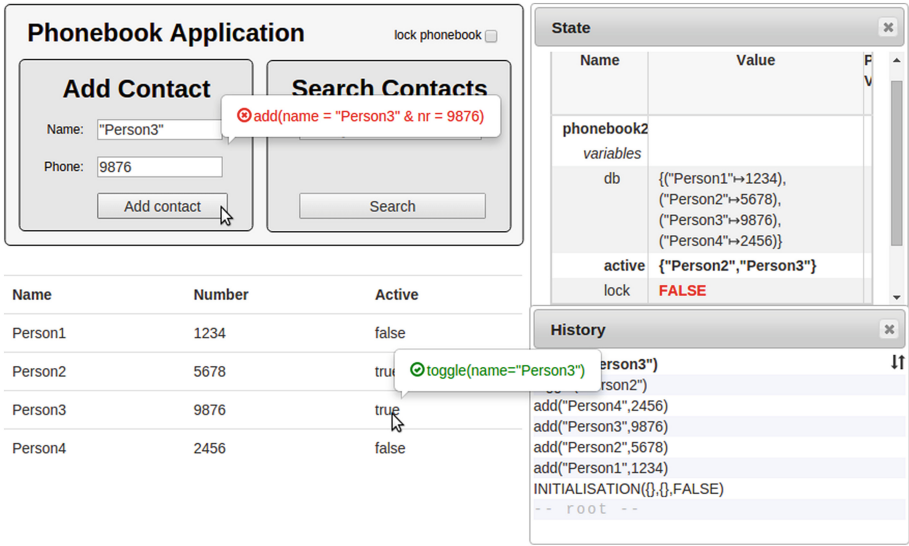 Phonebook Application
lock phonebook
Add Contact
Name: "Person3"
Phone: 9876
Add contact
Search Contacts
add(name = "Person3" & nr = 9876)
Search
Name Number Active
Person1 1234 false
Person2 5678 true
Person3 9876 true
Person4 2456 false
toggle(name="Person3")
State
Name Value P
V
phonebook2
variables
db {("Person1"↦1234),
("Person2"↦5678),
("Person3"↦9876),
("Person4"↦2456)}
active {"Person2","Person3"}
lock FALSE
History
erson3")
rson2")
add("Person4",2456)
add("Person3",9876)
add("Person2",5678)
add("Person1",1234)
INITIALISATION({},{},FALSE)
-- root --